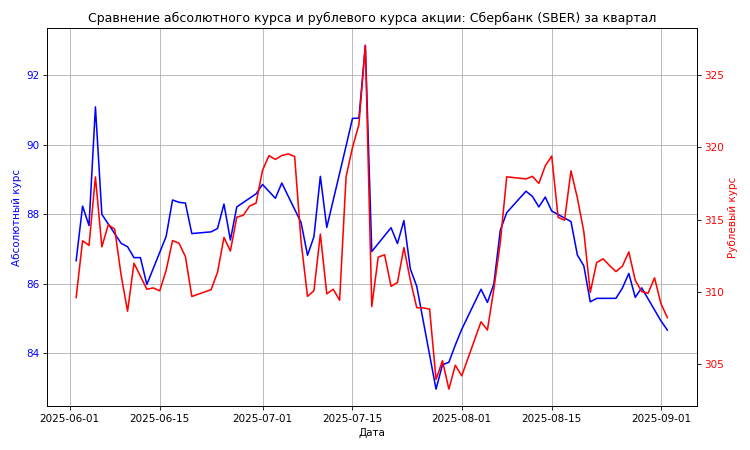 Сравнение абсолютного курса и рублевого курса акции: Сбербанк (SBER) за квартал
Абсолютный курс
92
90
88
86
84
325
320
315
310
305
Рублевый курс
2025-06-01 2025-06-15 2025-07-01 2025-07-15 2025-08-01 2025-08-15 2025-09-01
Дата